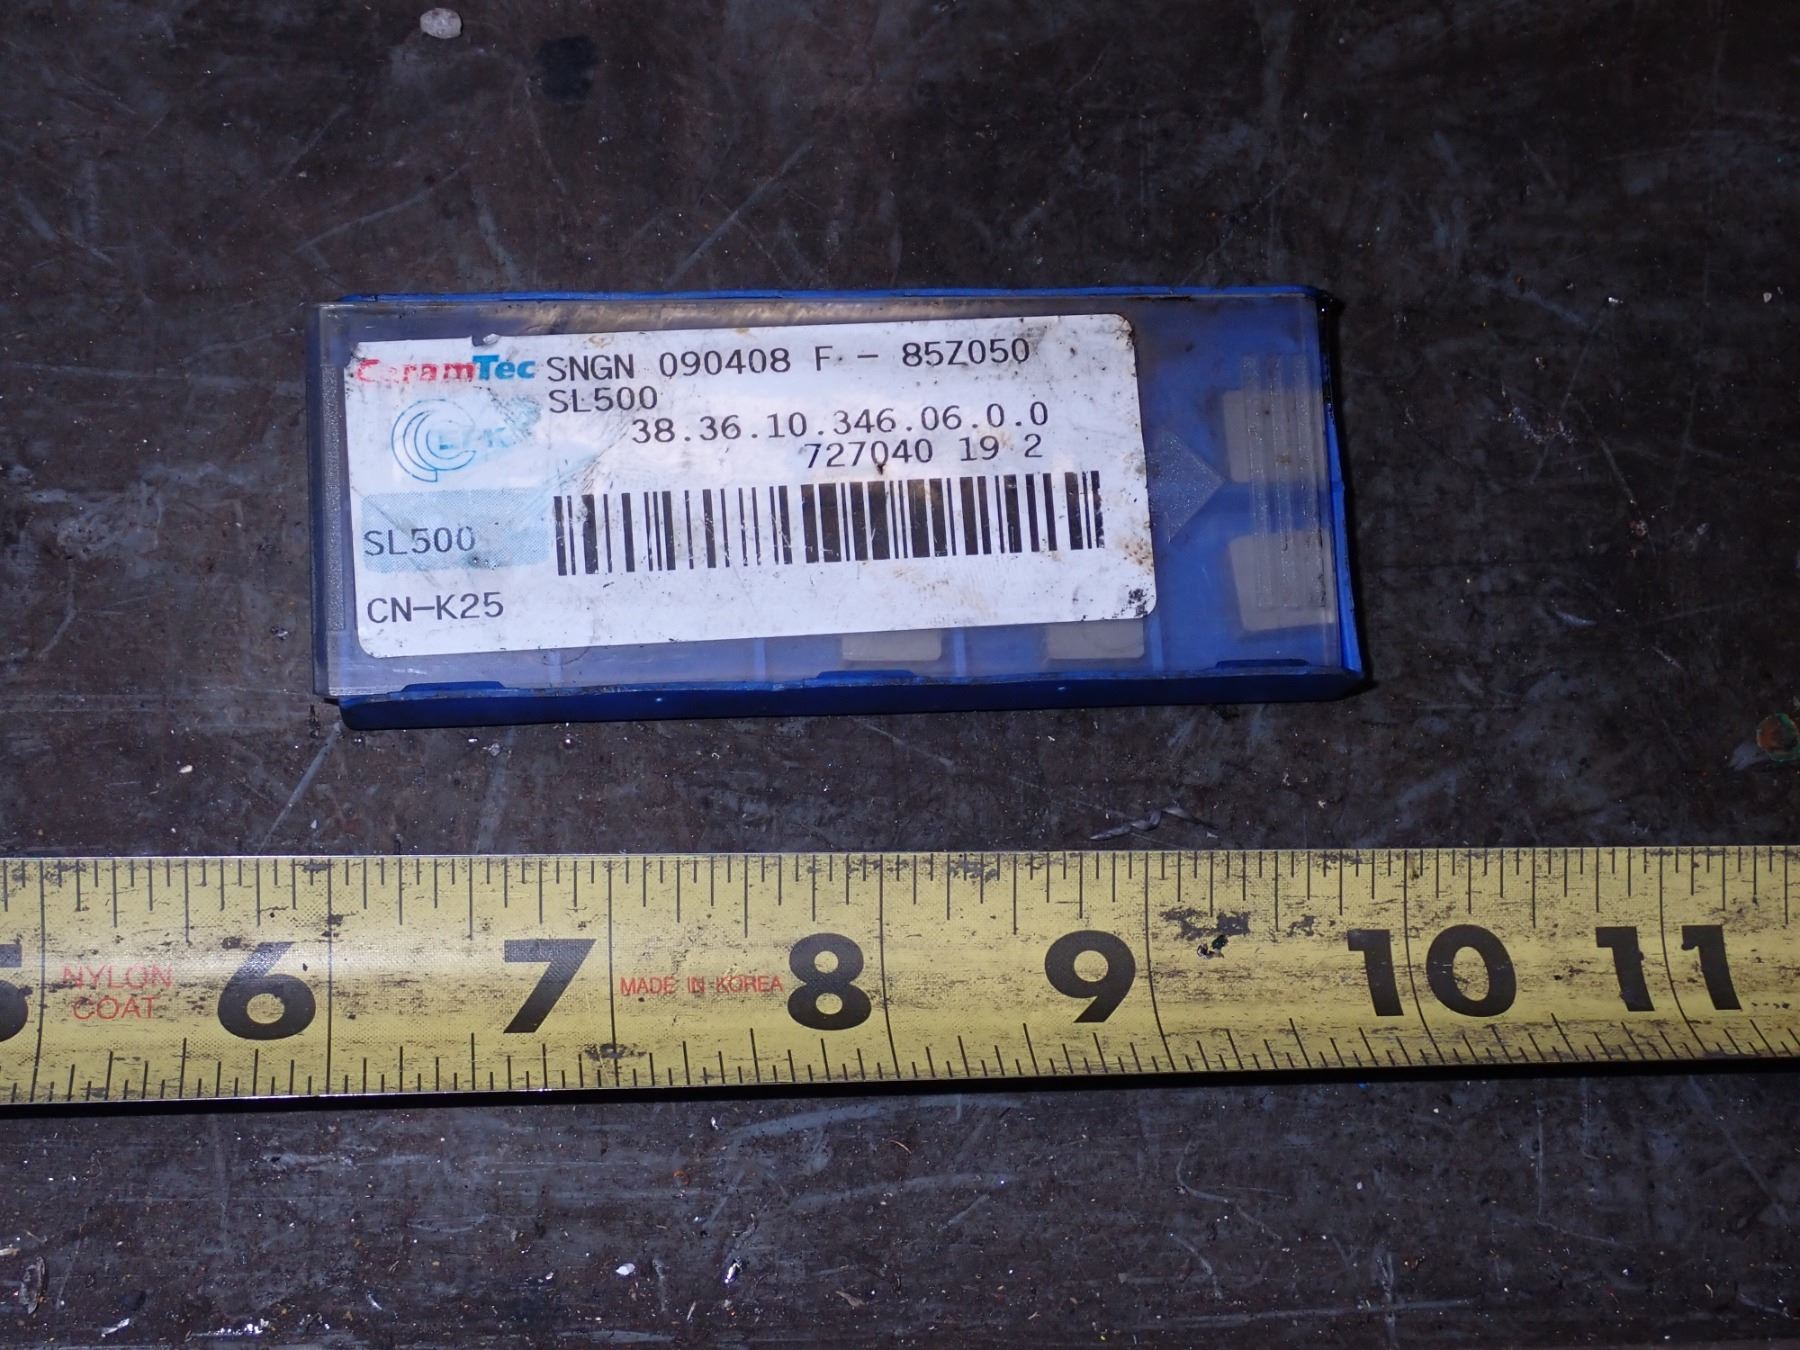 CeramTec
SNGN 090408 F - 85Z050
SL500
38.36.10.346.06.0.0
727040 19 2
SL500
CN-K25
5 6 7 8 9 10 11
NYLON
COAT
MADE IN KOREA